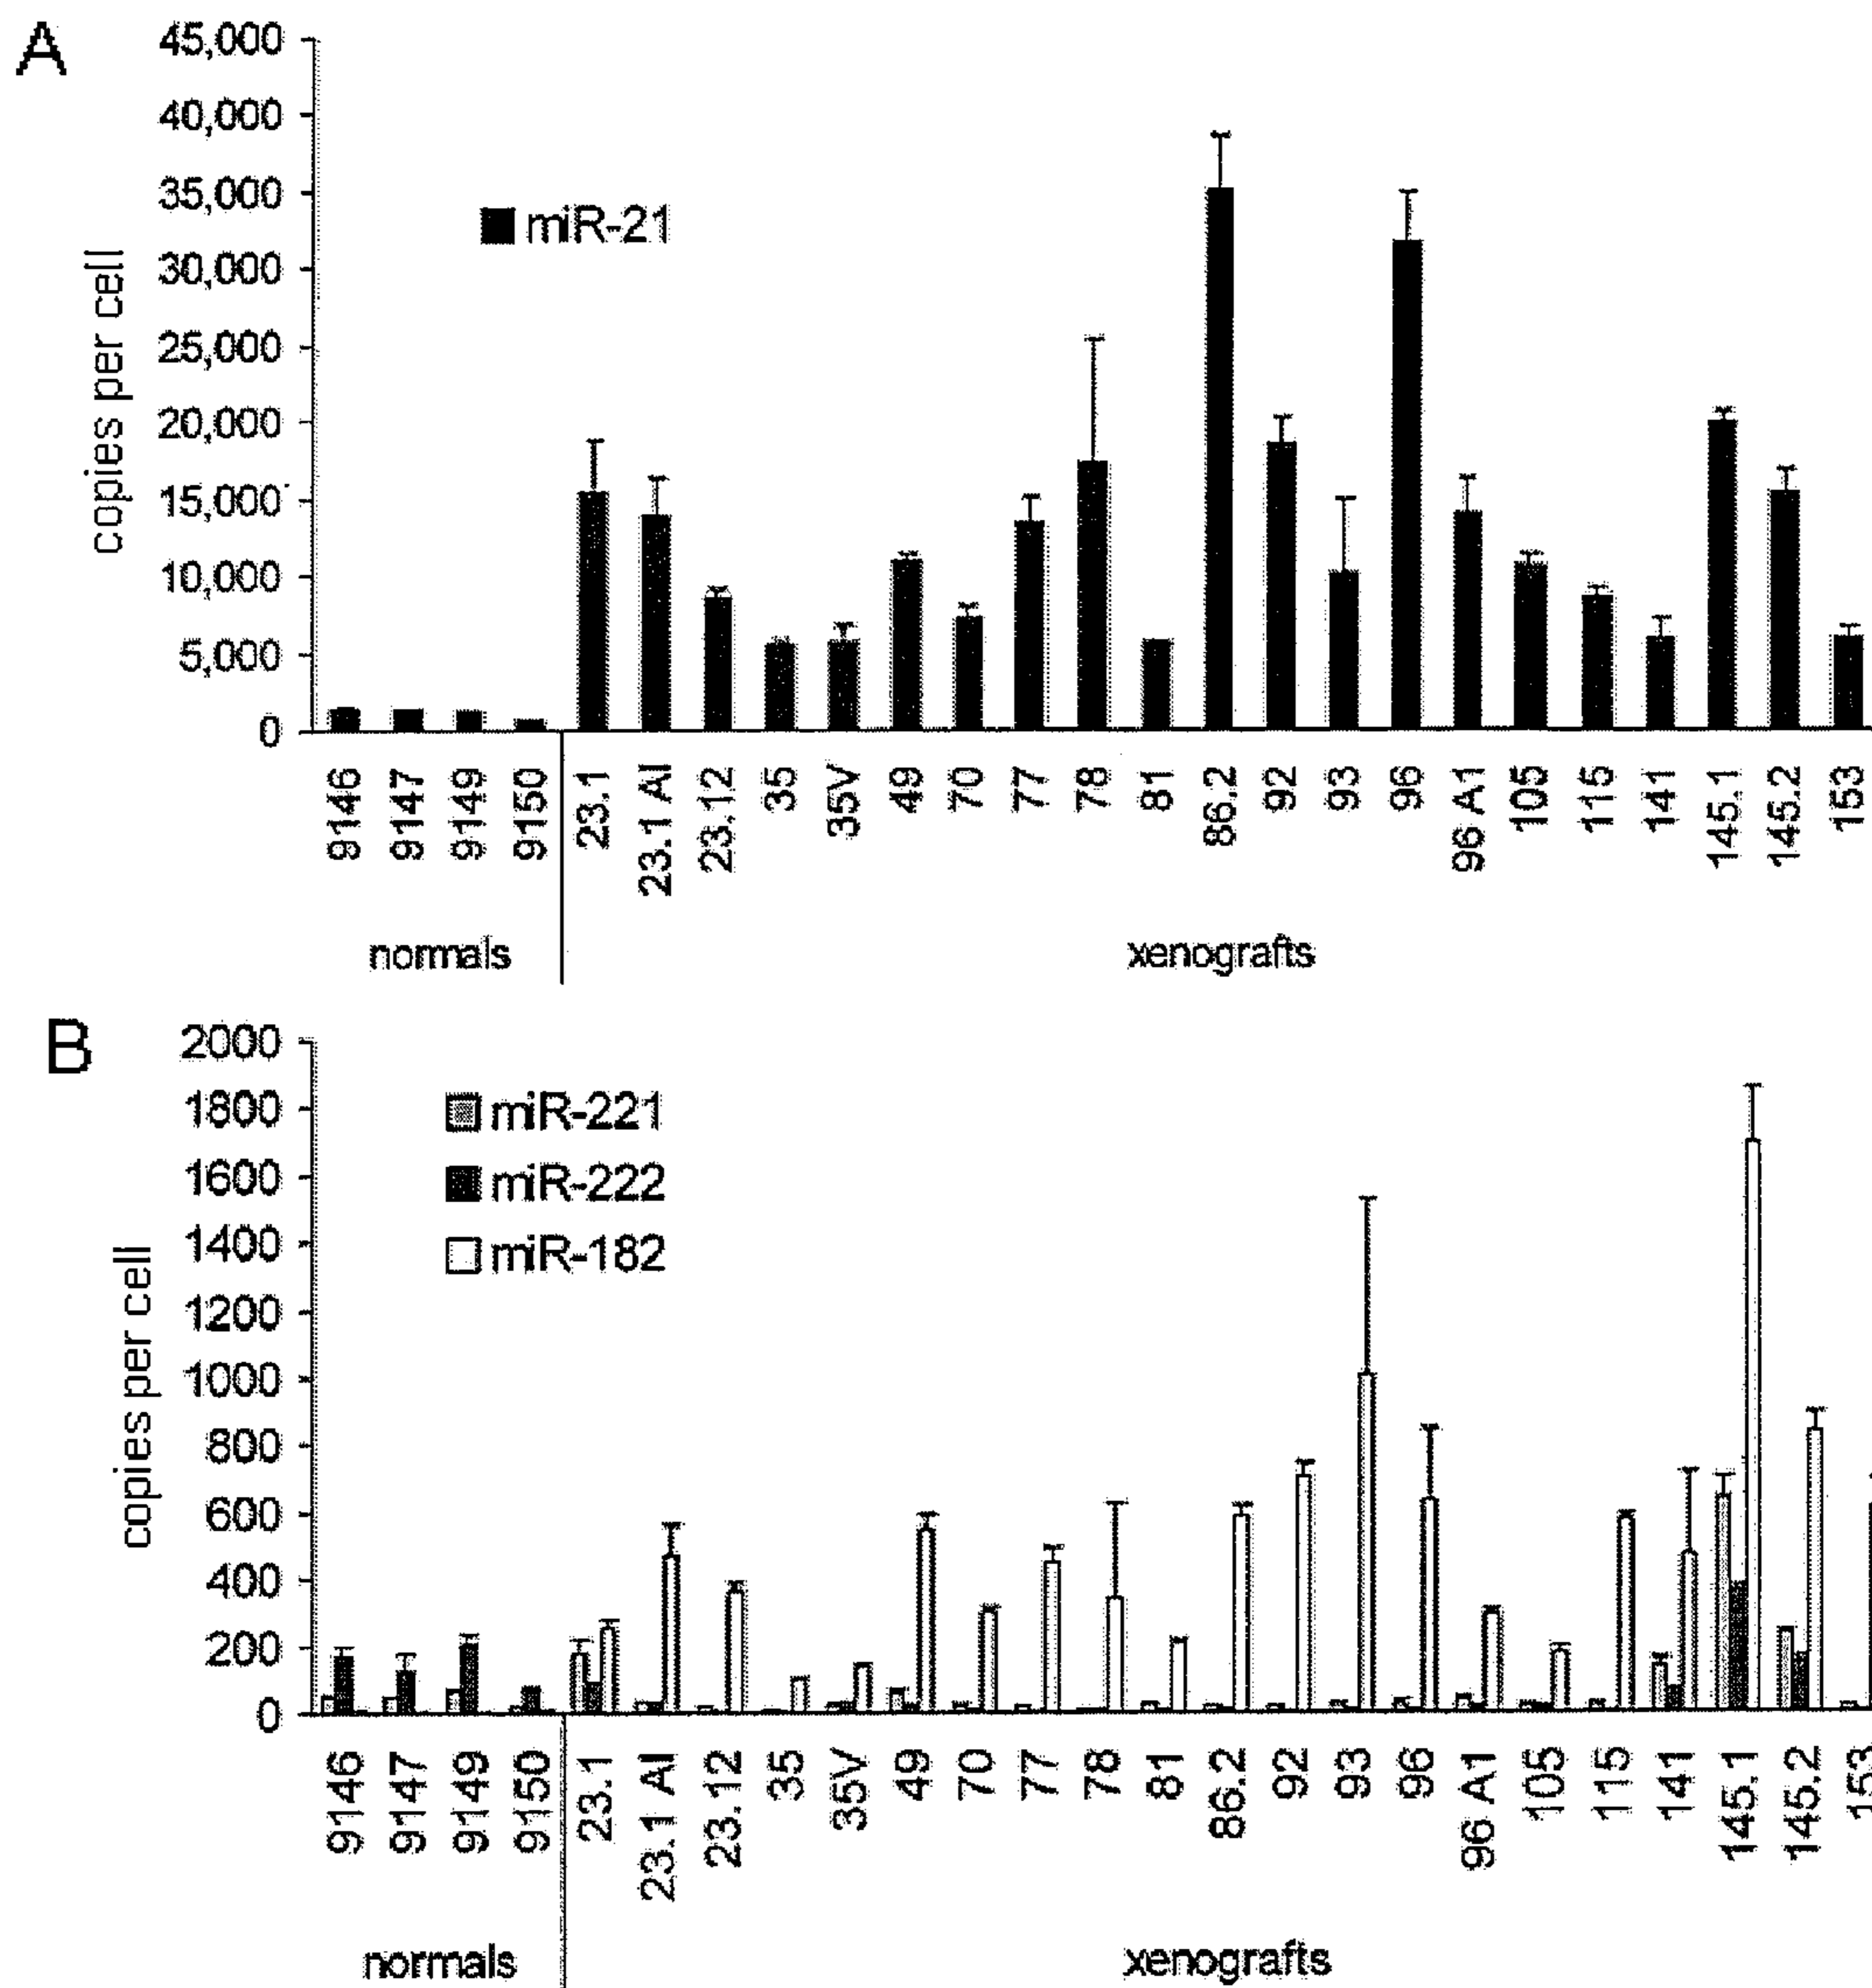 A
45,000
40,000
35,000
30,000
25,000
20,000
15,000
10,000
5,000
0
copies per cell
miR-21
9146 9147 9149 9150 23.1 23.1 AI 23.12 35 35V 49 70 77 78 81 86.2 92 93 96 96 A1 105 115 141 145.1 145.2 153
normals xenografts
B
2000
1800
1600
1400
1200
1000
800
600
400
200
0
copies per cell
miR-221
miR-222
miR-182
9146 9147 9149 9150 23.1 23.1 AI 23.12 35 35V 49 70 77 78 81 86.2 92 93 96 96 A1 105 115 141 145.1 145.2 153
normals xenografts